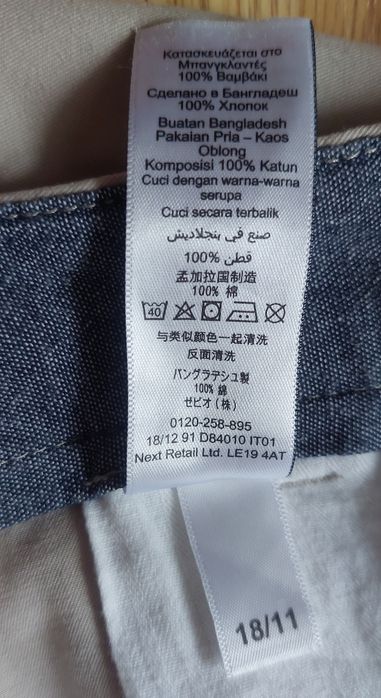 Κατασκευάζεται στο
Μπανγκλαντές
100% Βαμβάκι
Сделано в Бангладеш
100% Хлопок
Buatan Bangladesh
Pakaian Pria – Kaos
Oblong
Komposisi 100% Katun
Cuci dengan warna-warna
serupa
Cuci secara terbalik
صنع في بنجلاديش
100% قطن
孟加拉国制造
100% 棉
40
与类似颜色一起清洗
反面清洗
バングラデシュ製
100% 綿
ゼビオ (株)
0120-258-895
18/12 91 D84010 IT01
Next Retail Ltd. LE19 4AT
18/11